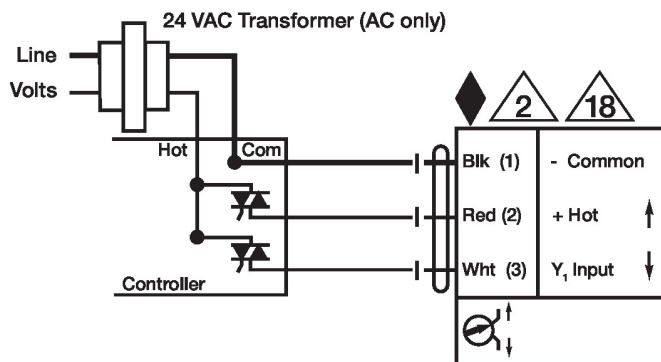 24 VAC Transformer (AC only)
Line
Volts
2
18
Hot
Com
Blk (1)
- Common
Red (2)
+ Hot
Wht (3)
Y₁ Input
Controller